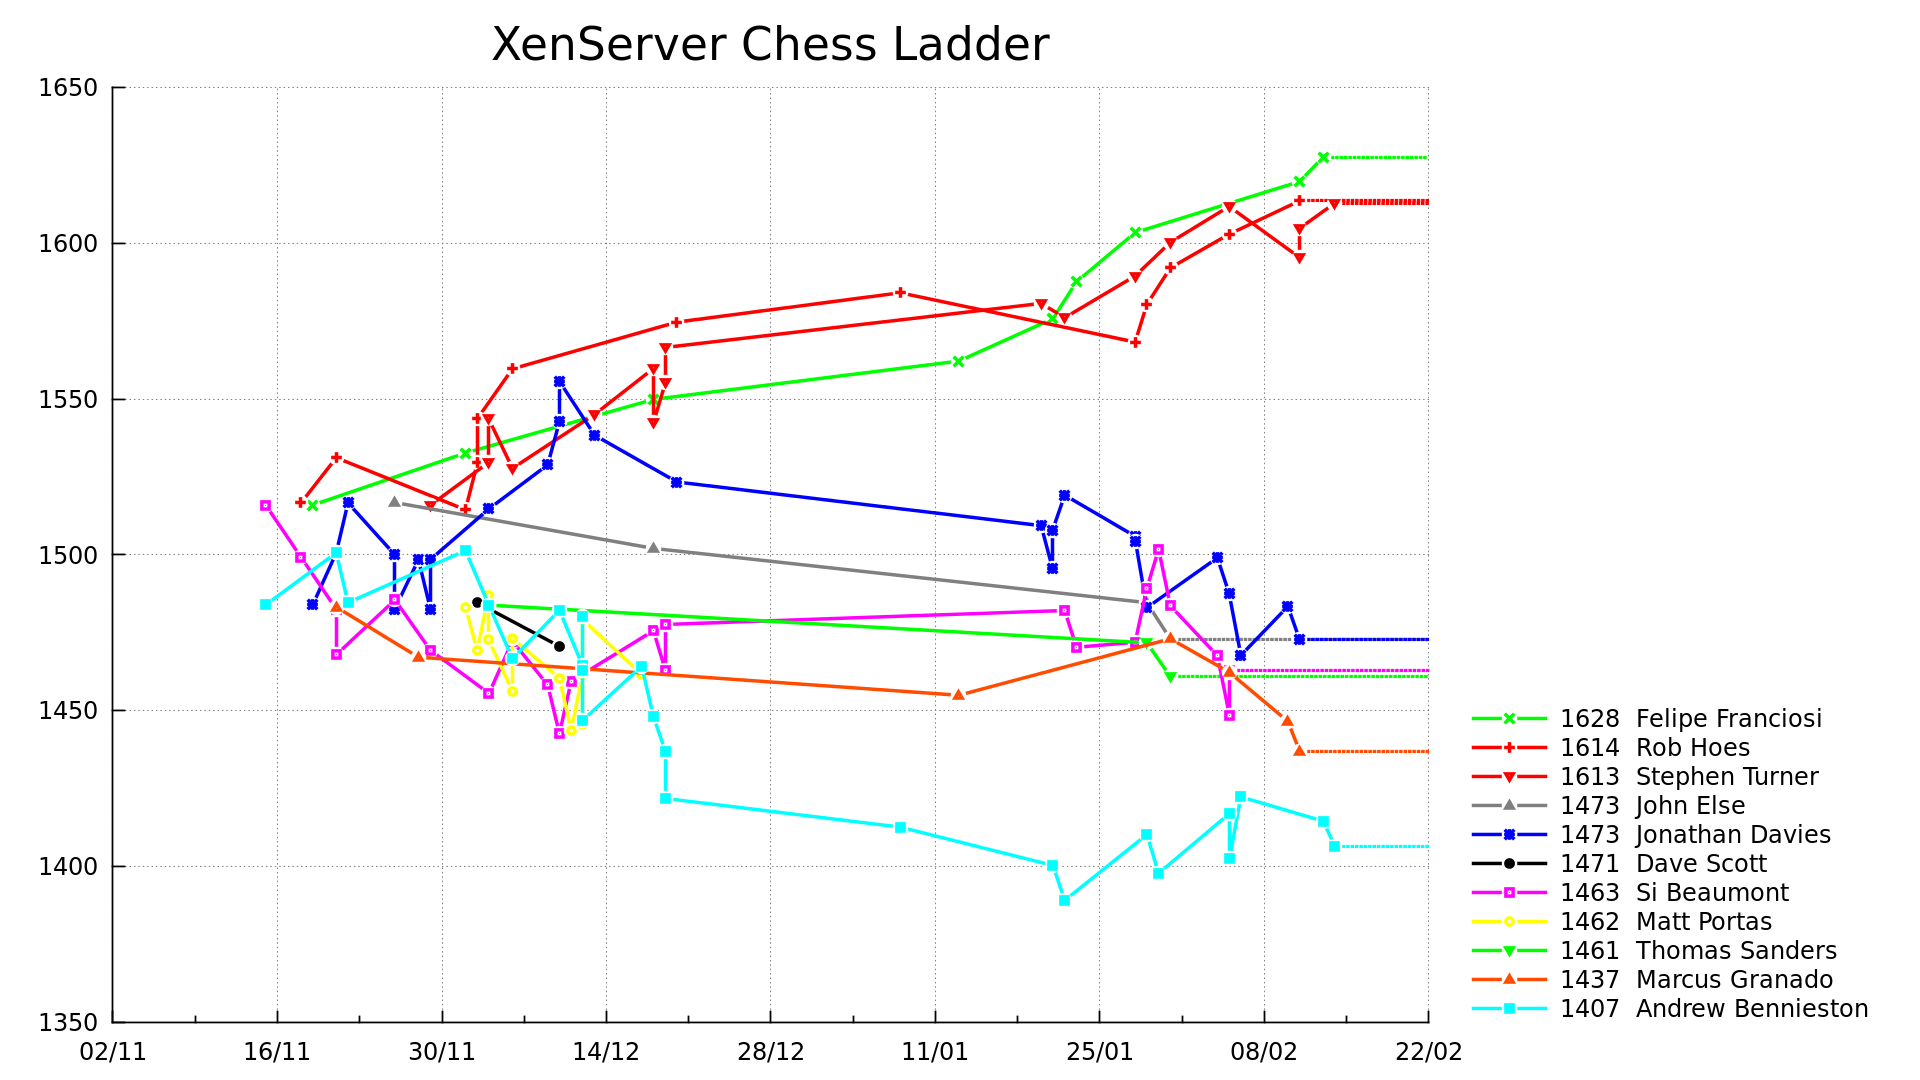 XenServer Chess Ladder
1650
1600
1550
1500
1450
1400
1350
02/11 16/11 30/11 14/12 28/12 11/01 25/01 08/02 22/02
1628 Felipe Franciosi
1614 Rob Hoes
1613 Stephen Turner
1473 John Else
1473 Jonathan Davies
1471 Dave Scott
1463 Si Beaumont
1462 Matt Portas
1461 Thomas Sanders
1437 Marcus Granado
1407 Andrew Bennieston